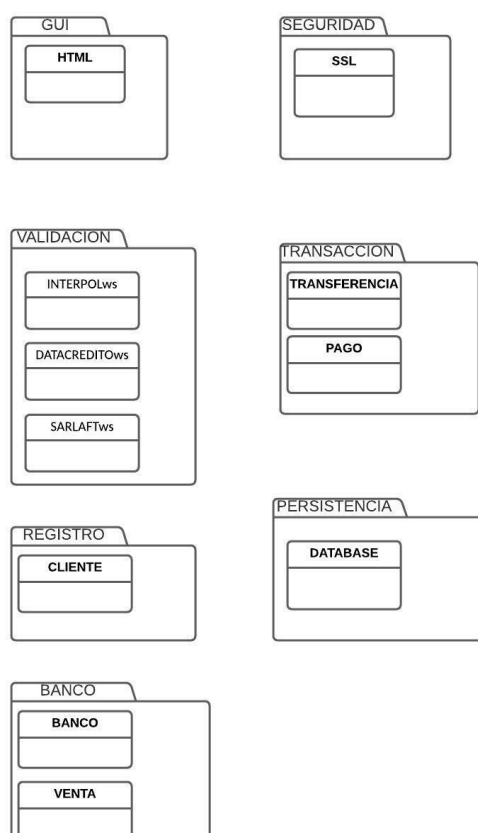 GUI
HTML
SEGURIDAD
SSL
VALIDACION
INTERPOLws
DATACREDITOws
SARLAFTws
TRANSACCION
TRANSFERENCIA
PAGO
REGISTRO
CLIENTE
PERSISTENCIA
DATABASE
BANCO
BANCO
VENTA